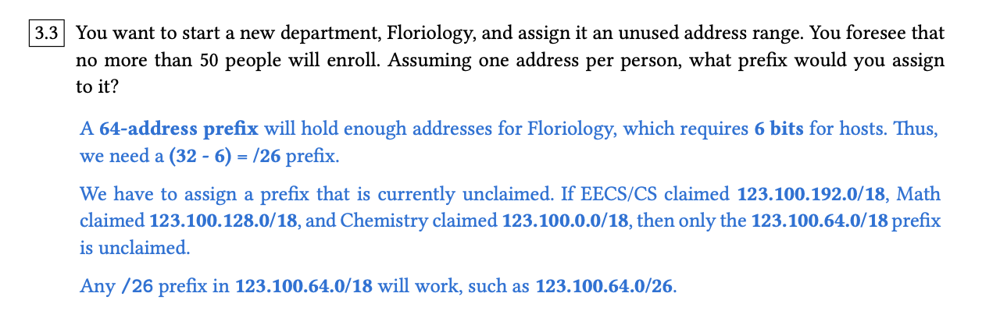 3.3 You want to start a new department, Floriology, and assign it an unused address range. You foresee that
no more than 50 people will enroll. Assuming one address per person, what prefix would you assign
to it?
A 64-address prefix will hold enough addresses for Floriology, which requires 6 bits for hosts. Thus,
we need a (32 - 6) = /26 prefix.
We have to assign a prefix that is currently unclaimed. If EECS/CS claimed 123.100.192.0/18, Math
claimed 123.100.128.0/18, and Chemistry claimed 123.100.0.0/18, then only the 123.100.64.0/18 prefix
is unclaimed.
Any /26 prefix in 123.100.64.0/18 will work, such as 123.100.64.0/26.